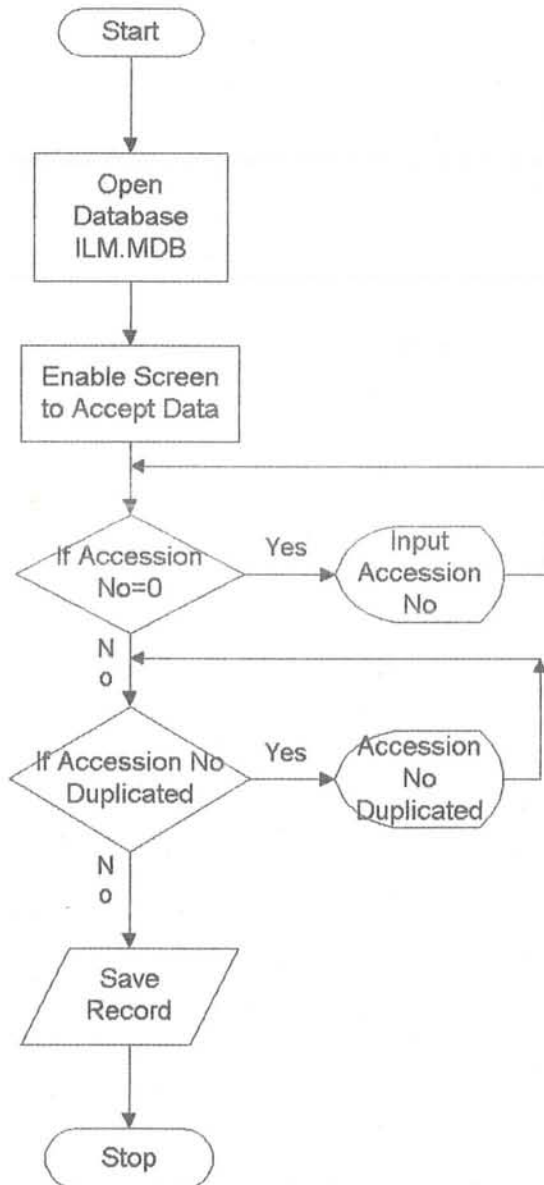 Start
Open
Database
ILM.MDB
Enable Screen
to Accept Data
If Accession
No=0
Yes
Input
Accession
No
N
o
If Accession No
Duplicated
Yes
Accession
No
Duplicated
N
o
Save
Record
Stop